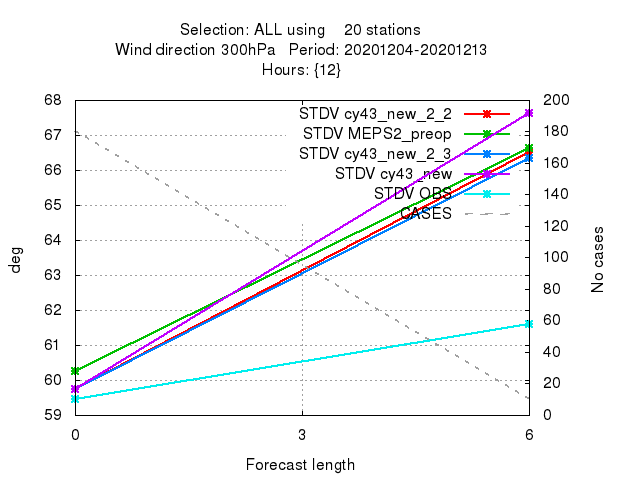 Selection: ALL using    20 stations
Wind direction 300hPa   Period: 20201204-20201213
Hours: {12}
STDV cy43_new_2_2
STDV MEPS2_preop
STDV cy43_new_2_3
STDV cy43_new
STDV OBS
CASES
68
67
66
65
64
63
62
61
60
59
deg
200
180
160
140
120
100
80
60
40
20
0
No cases
0 3 6
Forecast length